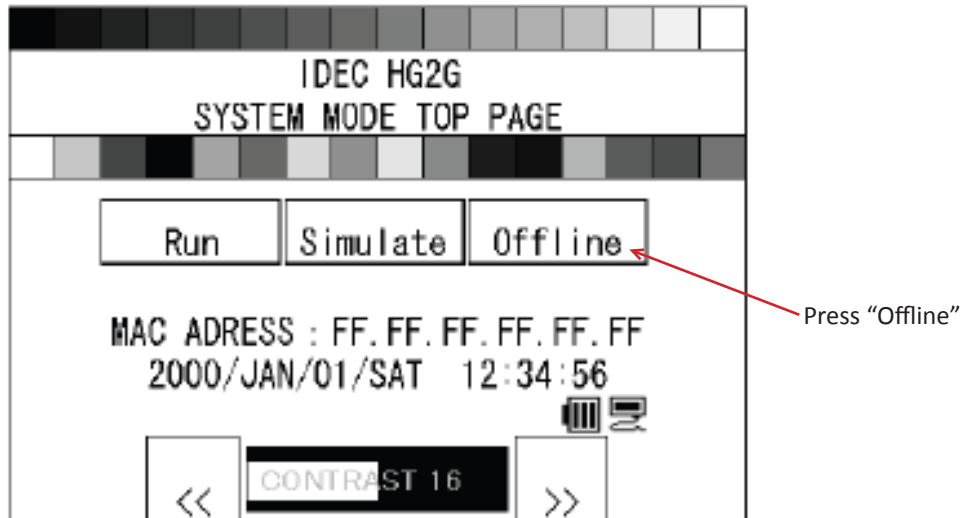 IDEC HG2G
SYSTEM MODE TOP PAGE
Run Simulate Offline
Press “Offline”
MAC ADRESS : FF.FF.FF.FF.FF.FF
2000/JAN/01/SAT 12:34:56
<< CONTRAST 16 >>